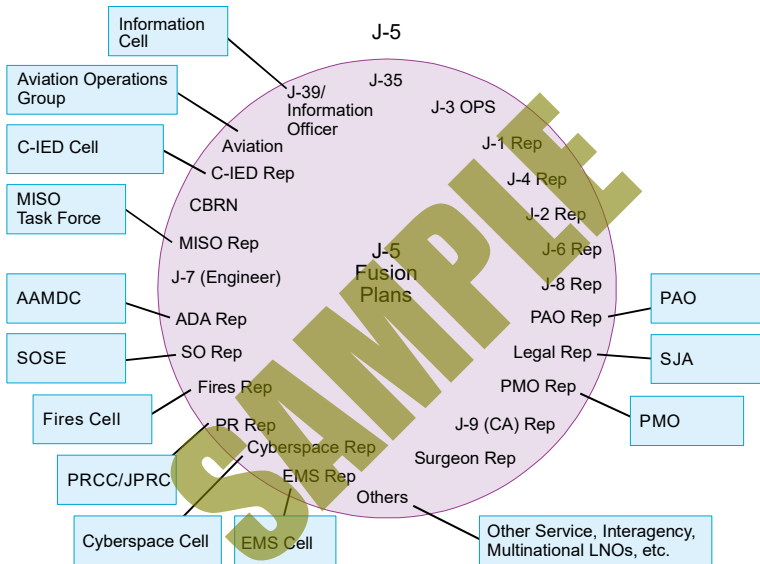 J-5
Information
Cell
Aviation Operations
Group
C-IED Cell
MISO
Task Force
AAMDC
SOSE
Fires Cell
PRCC/JPRC
Cyberspace Cell
EMS Cell
J-39/
Information
Officer
Aviation
C-IED Rep
CBRN
MISO Rep
J-7 (Engineer)
ADA Rep
SO Rep
Fires Rep
PR Rep
Cyberspace Rep
EMS Rep
Others
J-35
J-3 OPS
J-1 Rep
J-4 Rep
J-2 Rep
J-6 Rep
J-8 Rep
PAO Rep
Legal Rep
PMO Rep
J-9 (CA) Rep
Surgeon Rep
J-5
Fusion
Plans
PAO
SJA
PMO
Other Service, Interagency,
Multinational LNOs, etc.
SAMPLE